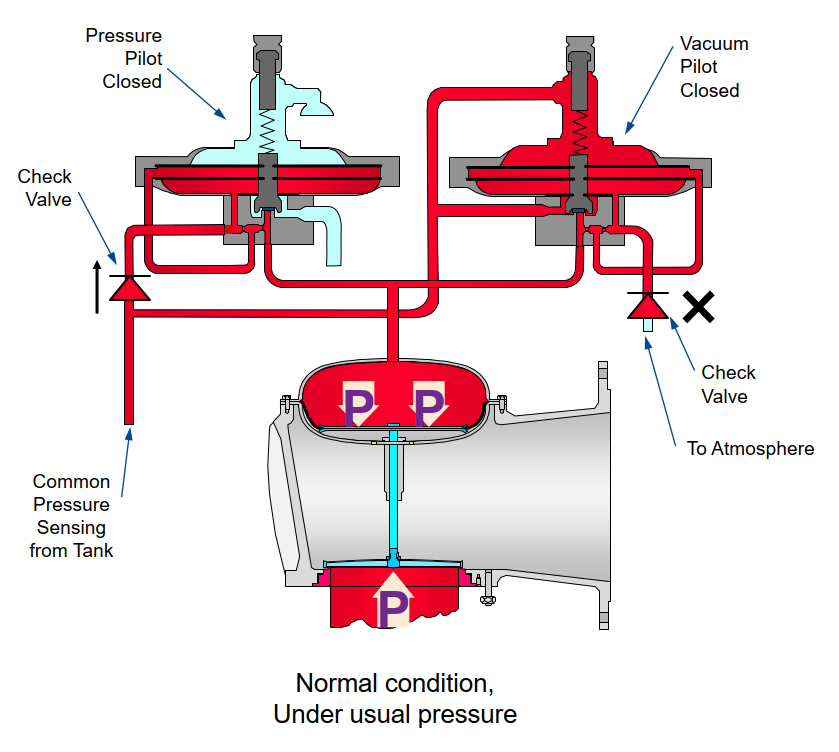 Pressure
Pilot
Closed
Vacuum
Pilot
Closed
Check
Valve
P P
Check
Valve
To Atmosphere
Common
Pressure
Sensing
from Tank
P
Normal condition,
Under usual pressure